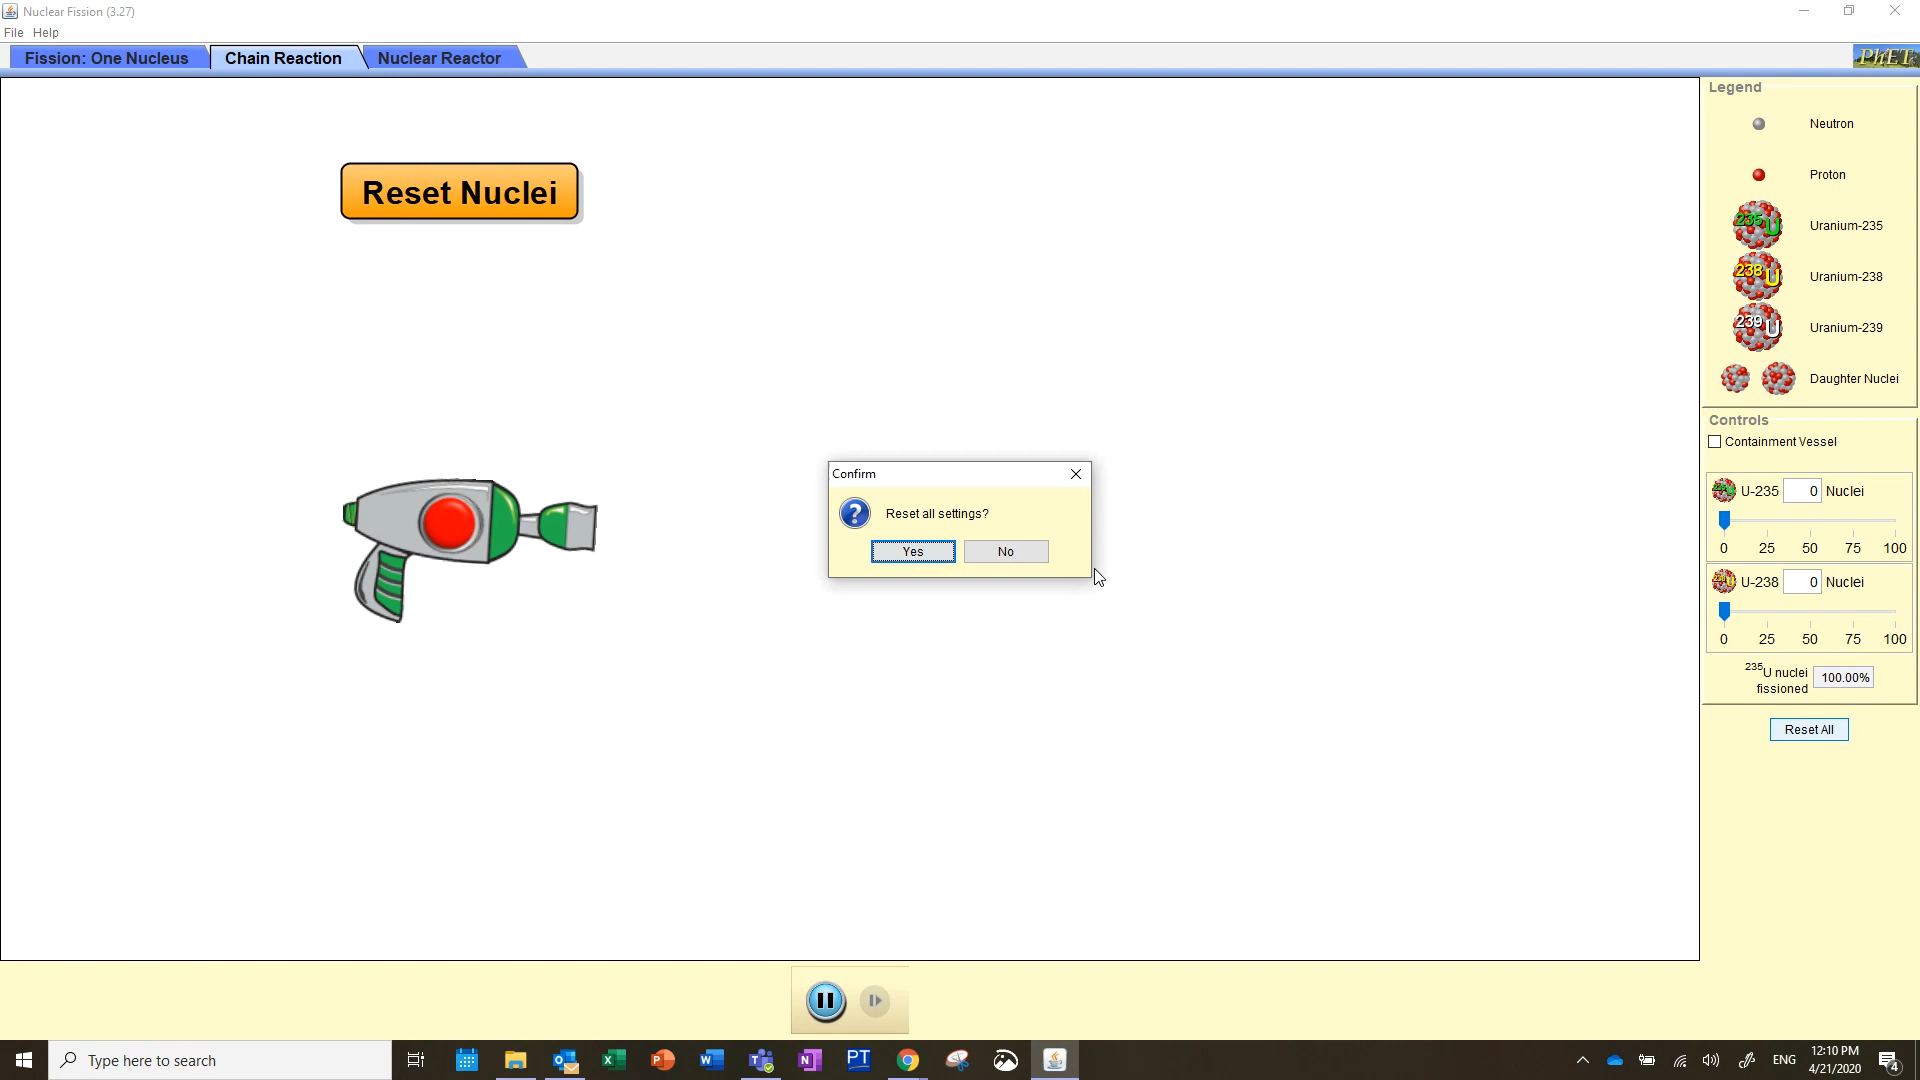 Nuclear Fission (3.27)
File Help
Fission: One Nucleus Chain Reaction Nuclear Reactor
PhET
Legend
Neutron
Proton
235 U Uranium-235
238 U Uranium-238
239 U Uranium-239
Daughter Nuclei
Reset Nuclei
Controls
Containment Vessel
U-235 0 Nuclei
0 25 50 75 100
U-238 0 Nuclei
0 25 50 75 100
235U nuclei
fissioned 100.00%
Reset All
Confirm
Reset all settings?
Yes No
Type here to search
PT
ENG
12:10 PM
4/21/2020
4